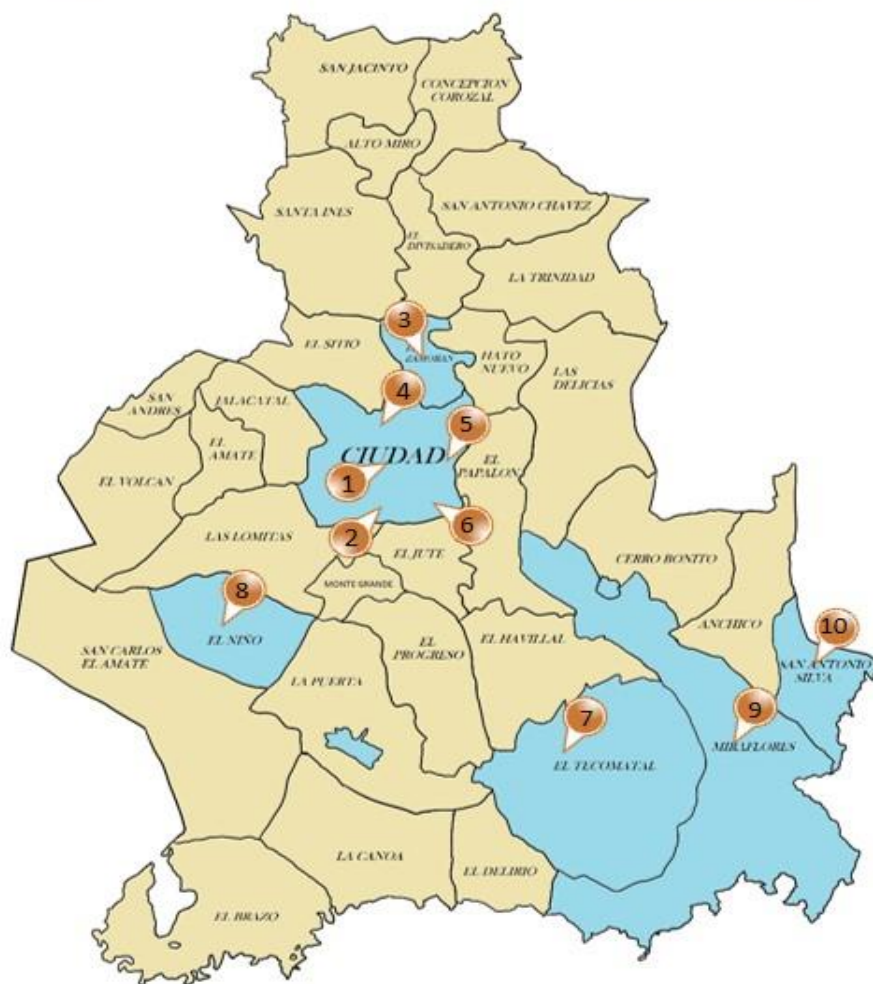 SAN JACINTO
CONCEPCION
COROZAL
ALTO MIRO
SANTA INES
SAN ANTONIO CHAVEZ
EL
DIVISADERO
LA TRINIDAD
3
EL SITIO
ZAMORAN
HATO
NUEVO
LAS
DELICIAS
SAN
ANDRES
JALACATAL
4
5
EL
AMATE
CIUDAD
EL
PAPALON
EL VOLCAN
1
LAS LOMITAS
2
6
EL JUTE
CERRO BONITO
MONTE GRANDE
8
EL NIÑO
SAN CARLOS
EL AMATE
EL
PROGRESO
EL HAVILLAL
ANCHICO
10
SAN ANTONIO
SILVA
LA PUERTA
7
9
EL TECOMATAL
MIRAFLORES
LA CANOA
EL DELIRIO
EL BRAZO